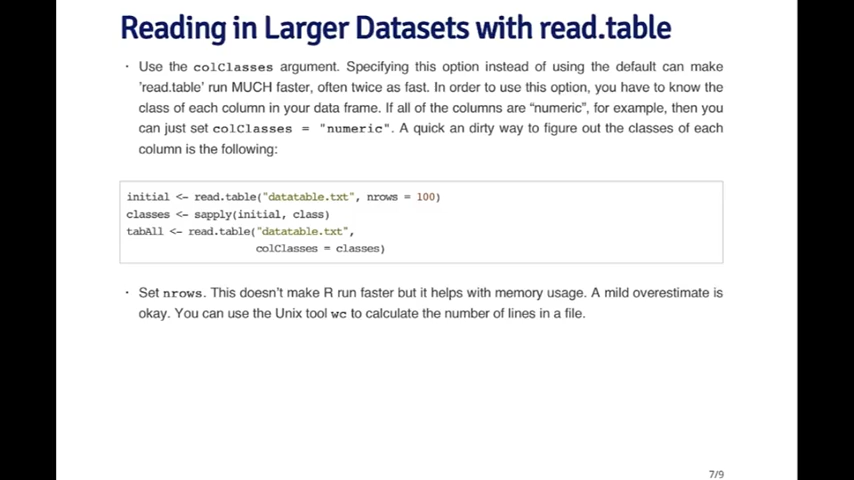 Reading in Larger Datasets with read.table
· Use the colClasses argument. Specifying this option instead of using the default can make
'read.table' run MUCH faster, often twice as fast. In order to use this option, you have to know the
class of each column in your data frame. If all of the columns are “numeric”, for example, then you
can just set colClasses = "numeric". A quick an dirty way to figure out the classes of each
column is the following:
initial <- read.table("datatable.txt", nrows = 100)
classes <- sapply(initial, class)
tabAll <- read.table("datatable.txt",
colClasses = classes)
· Set nrows. This doesn't make R run faster but it helps with memory usage. A mild overestimate is
okay. You can use the Unix tool wc to calculate the number of lines in a file.
7/9